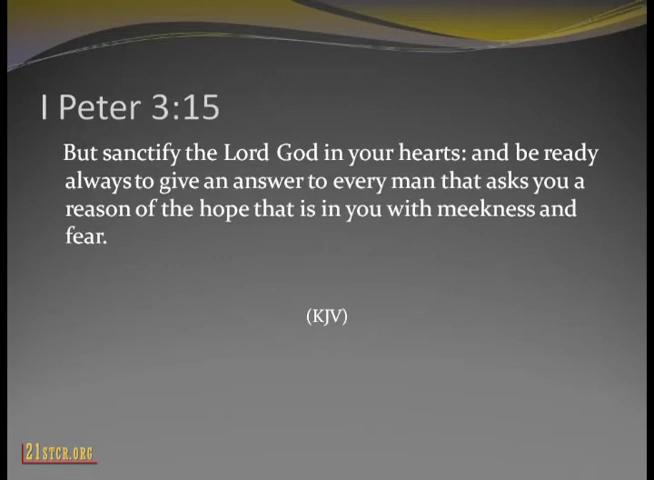 I Peter 3:15
But sanctify the Lord God in your hearts: and be ready
always to give an answer to every man that asks you a
reason of the hope that is in you with meekness and
fear.
(KJV)
21STCR.ORG